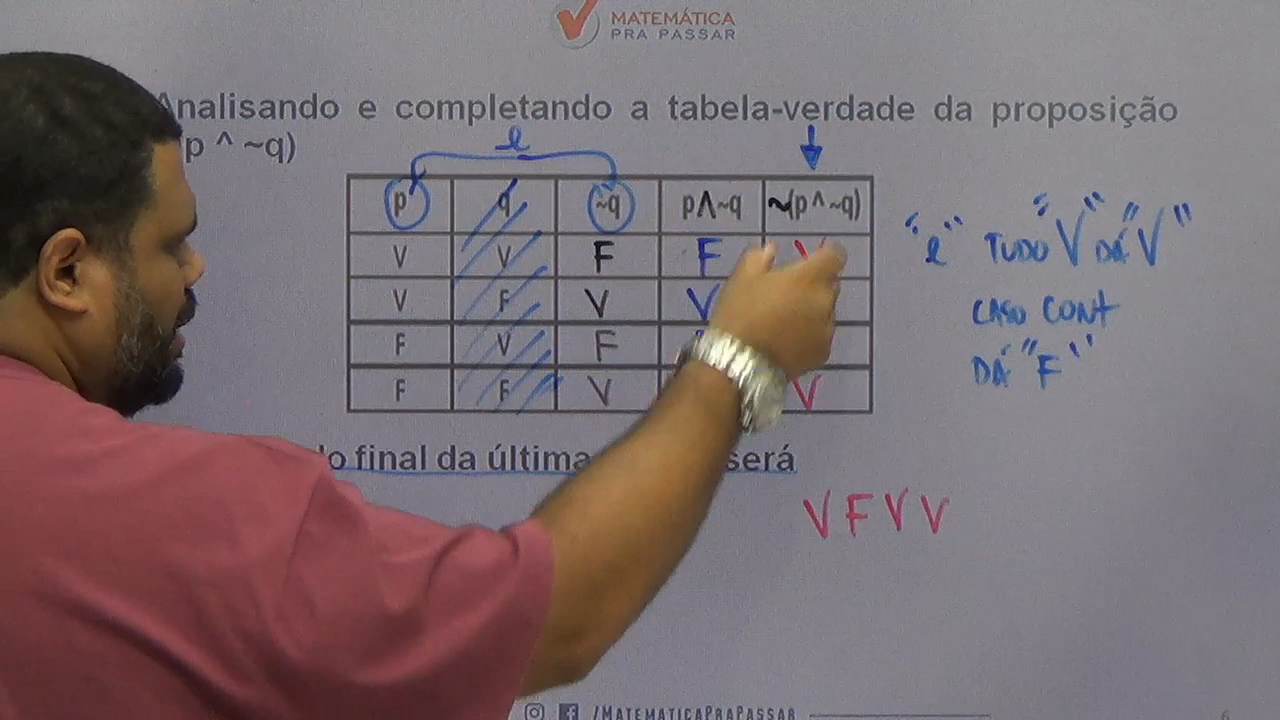 MATEMÁTICA
PRA PASSAR
Analisando e completando a tabela-verdade da proposição
(p ^ ~q)
e
p q ~q p∧~q ~(p ^ ~q)
V V F F V
V F V V
F V F
F F V V
"e" TUDO "V" DÁ "V"
CASO CONT
DÁ "F"
final da última será
V F V V
/MATEMATICAPRAPASSAR
6